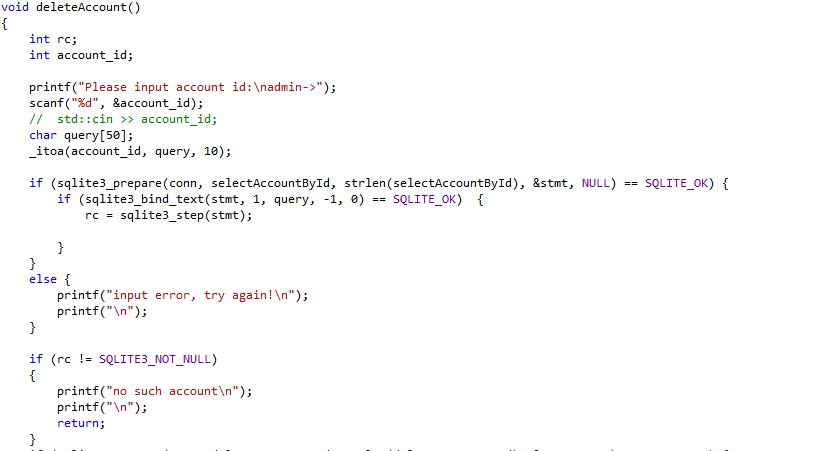 void deleteAccount()
{
    int rc;
    int account_id;

    printf("Please input account id:\nadmin->");
    scanf("%d", &account_id);
    //  std::cin >> account_id;
    char query[50];
    _itoa(account_id, query, 10);

    if (sqlite3_prepare(conn, selectAccountById, strlen(selectAccountById), &stmt, NULL) == SQLITE_OK) {
        if (sqlite3_bind_text(stmt, 1, query, -1, 0) == SQLITE_OK)  {
            rc = sqlite3_step(stmt);

        }
    }
    else {
        printf("input error, try again!\n");
        printf("\n");
    }

    if (rc != SQLITE3_NOT_NULL)
    {
        printf("no such account\n");
        printf("\n");
        return;
    }